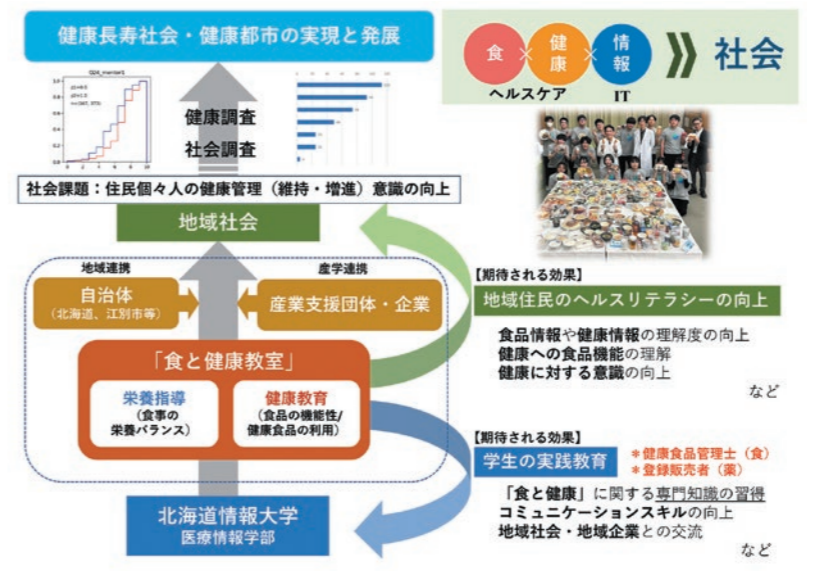 健康長寿社会・健康都市の実現と発展
食×健康×情報
社会
ヘルスケア
IT
健康調査
社会調査
社会課題：住民個々人の健康管理（維持・増進）意識の向上
地域社会
地域連携
産学連携
自治体
（北海道、江別市等）
産業支援団体・企業
「食と健康教室」
栄養指導
（食事の
栄養バランス）
健康教育
（食品の機能性/
健康食品の利用）
北海道情報大学
医療情報学部
【期待される効果】
地域住民のヘルスリテラシーの向上
食品情報や健康情報の理解度の向上
健康への食品機能の理解
健康に対する意識の向上
など
【期待される効果】
学生の実践教育
＊健康食品管理士（食）
＊登録販売者（薬）
「食と健康」に関する専門知識の習得
コミュニケーションスキルの向上
地域社会・地域企業との交流
など